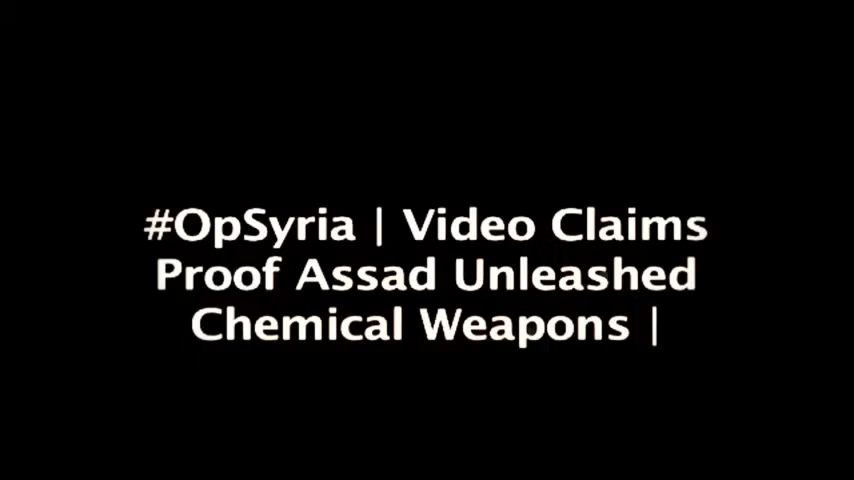 #OpSyria | Video Claims
Proof Assad Unleashed
Chemical Weapons |